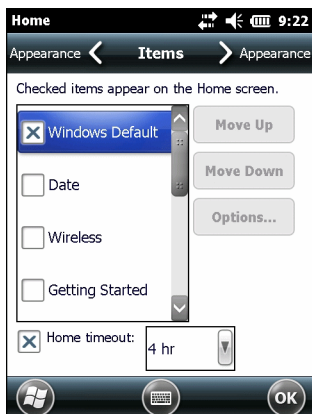 Home 9:22
Appearance Items Appearance
Checked items appear on the Home screen.
Windows Default
Move Up
Date
Move Down
Wireless
Options...
Getting Started
Home timeout: 4 hr
OK